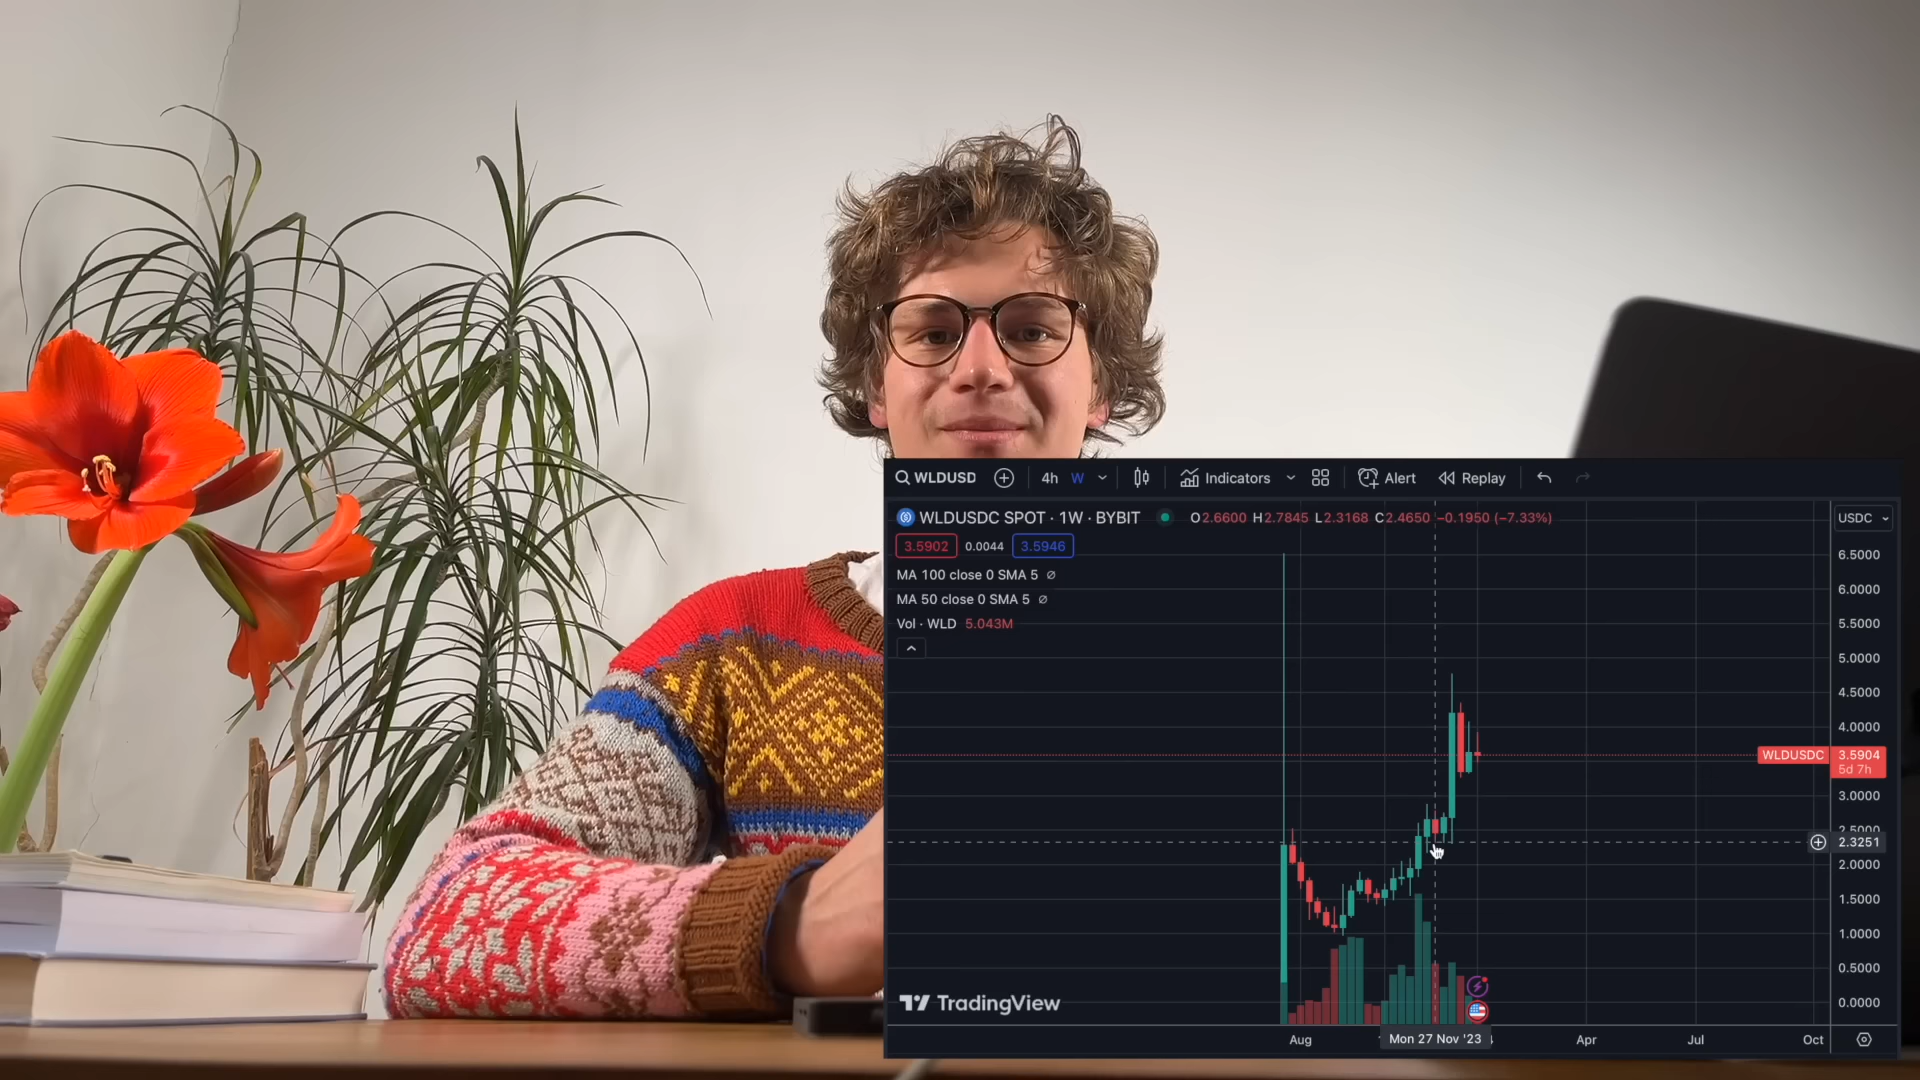 WLDUSD 4h W Indicators Alert Replay
WLDUSDC SPOT · 1W · BYBIT O2.6600 H2.7845 L2.3168 C2.4650 −0.1950 (−7.33%) USDC
3.5902 0.0044 3.5946
MA 100 close 0 SMA 5 ∅
MA 50 close 0 SMA 5 ∅
Vol · WLD 5.043M
6.5000
6.0000
5.5000
5.0000
4.5000
4.0000
WLDUSDC 3.5904
5d 7h
3.0000
2.5000
2.3251
2.0000
1.5000
1.0000
0.5000
0.0000
TradingView
Aug Mon 27 Nov '23 Apr Jul Oct